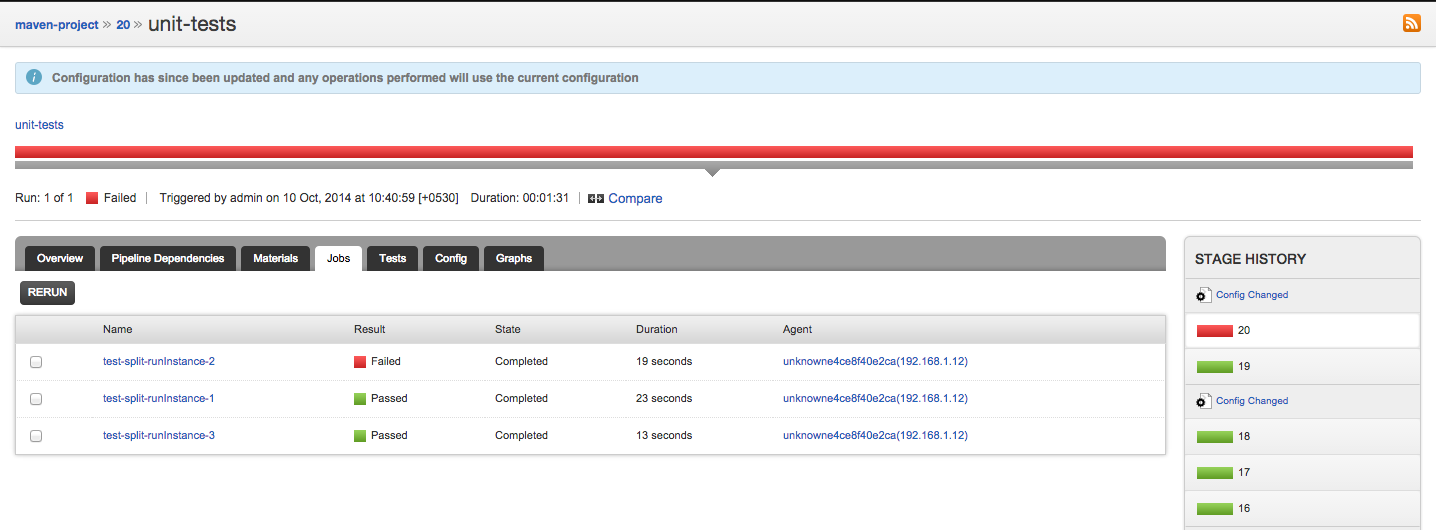 maven-project » 20 » unit-tests
Configuration has since been updated and any operations performed will use the current configuration
unit-tests
Run: 1 of 1 Failed Triggered by admin on 10 Oct, 2014 at 10:40:59 [+0530] Duration: 00:01:31 Compare
Overview Pipeline Dependencies Materials Jobs Tests Config Graphs
RERUN
Name Result State Duration Agent
test-split-runInstance-2 Failed Completed 19 seconds unknowne4ce8f40e2ca(192.168.1.12)
test-split-runInstance-1 Passed Completed 23 seconds unknowne4ce8f40e2ca(192.168.1.12)
test-split-runInstance-3 Passed Completed 13 seconds unknowne4ce8f40e2ca(192.168.1.12)
STAGE HISTORY
Config Changed
20
19
Config Changed
18
17
16